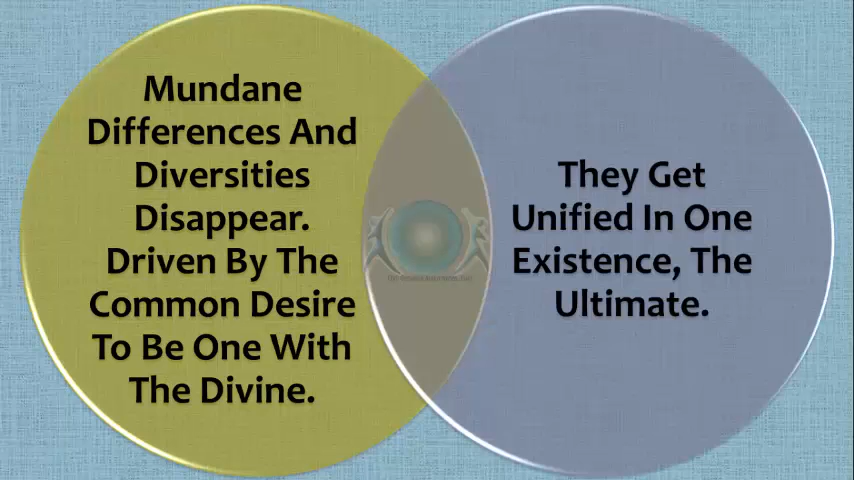 Mundane
Differences And
Diversities
Disappear.
Driven By The
Common Desire
To Be One With
The Divine.
They Get
Unified In One
Existence, The
Ultimate.